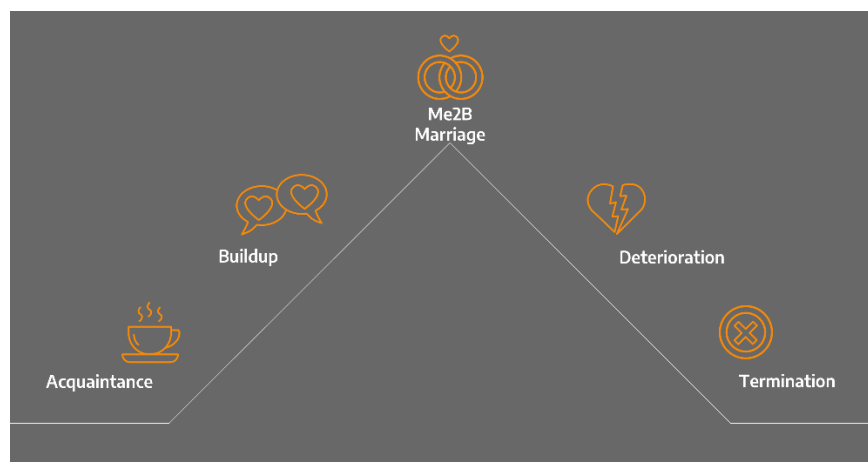 Me2B
Marriage
Buildup
Deterioration
Acquaintance
Termination